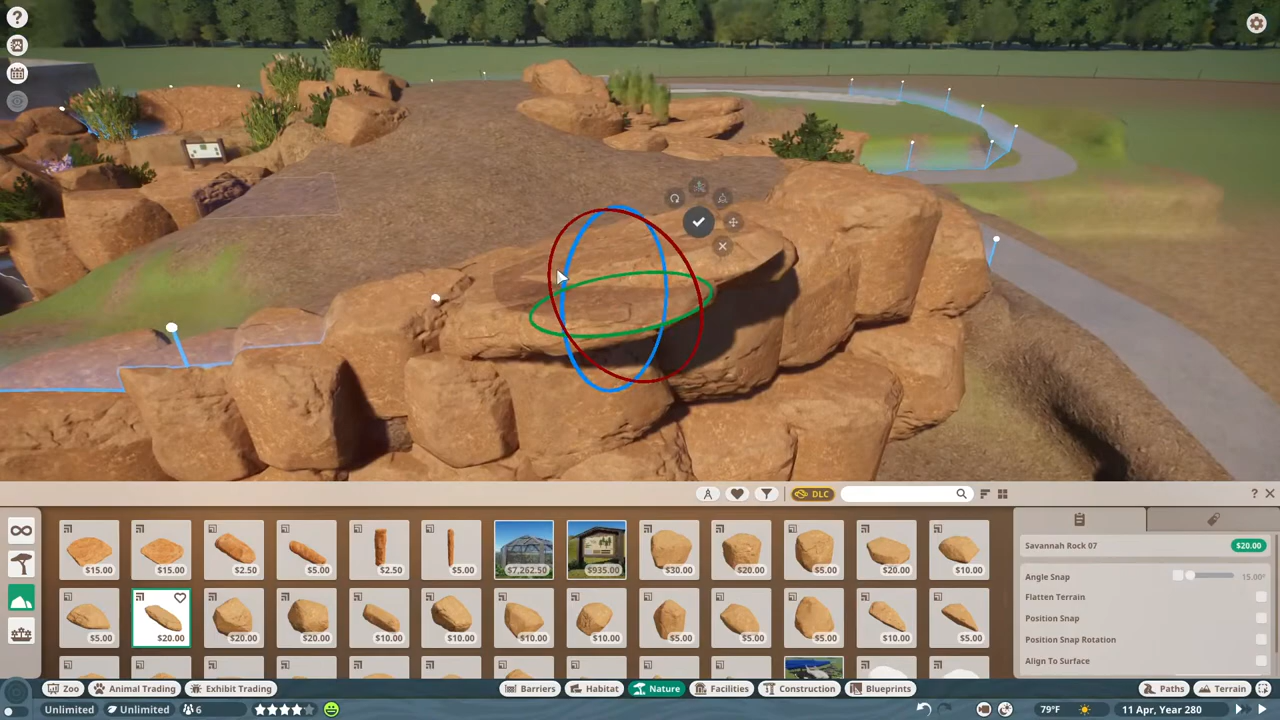 ?
DLC
? ×
$15.00 $15.00 $2.50 $5.00 $2.50 $5.00 $7,262.50 $935.00 $30.00 $20.00 $5.00 $20.00 $10.00
$5.00 $20.00 $20.00 $20.00 $10.00 $10.00 $10.00 $10.00 $5.00 $5.00 $5.00 $10.00 $5.00
Savannah Rock 07 $20.00
Angle Snap 15.00°
Flatten Terrain
Position Snap
Position Snap Rotation
Align To Surface
Zoo Animal Trading Exhibit Trading Barriers Habitat Nature Facilities Construction Blueprints Paths Terrain
Unlimited Unlimited 6 79°F 11 Apr, Year 280